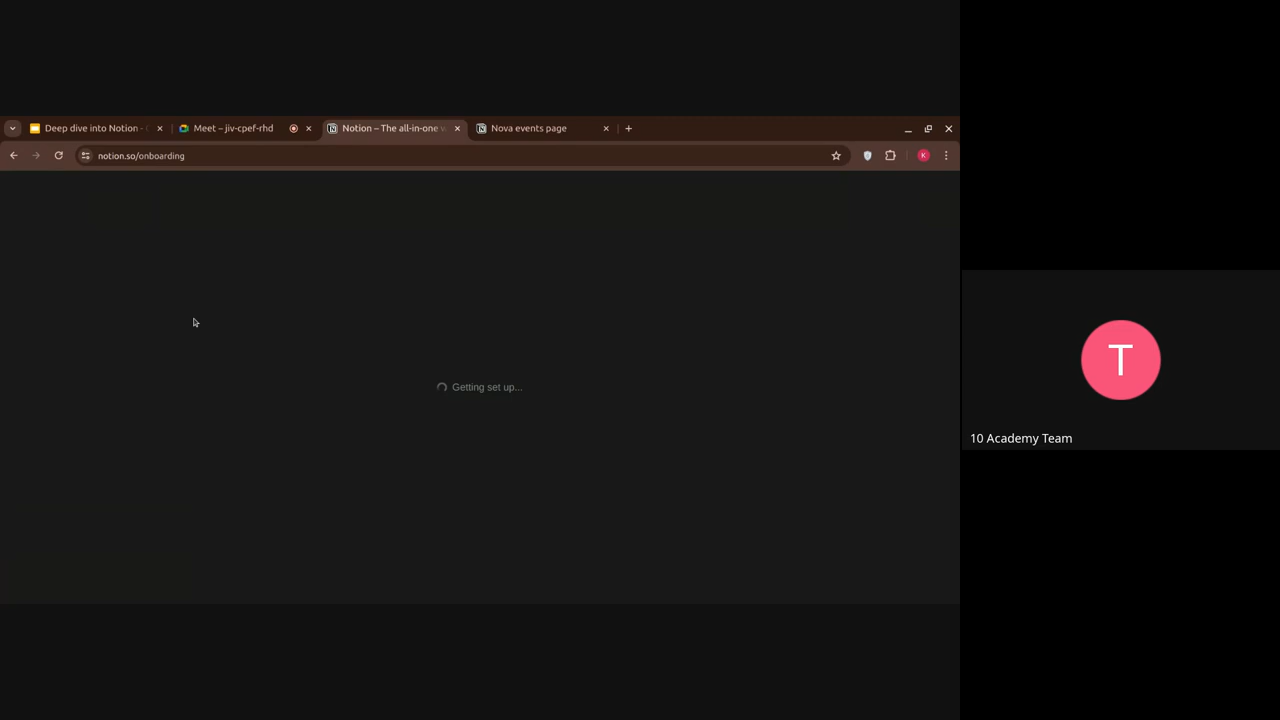 Deep dive into Notion -
Meet – jiv-cpef-rhd
Notion – The all-in-one
Nova events page
notion.so/onboarding
K
Getting set up...
T
10 Academy Team